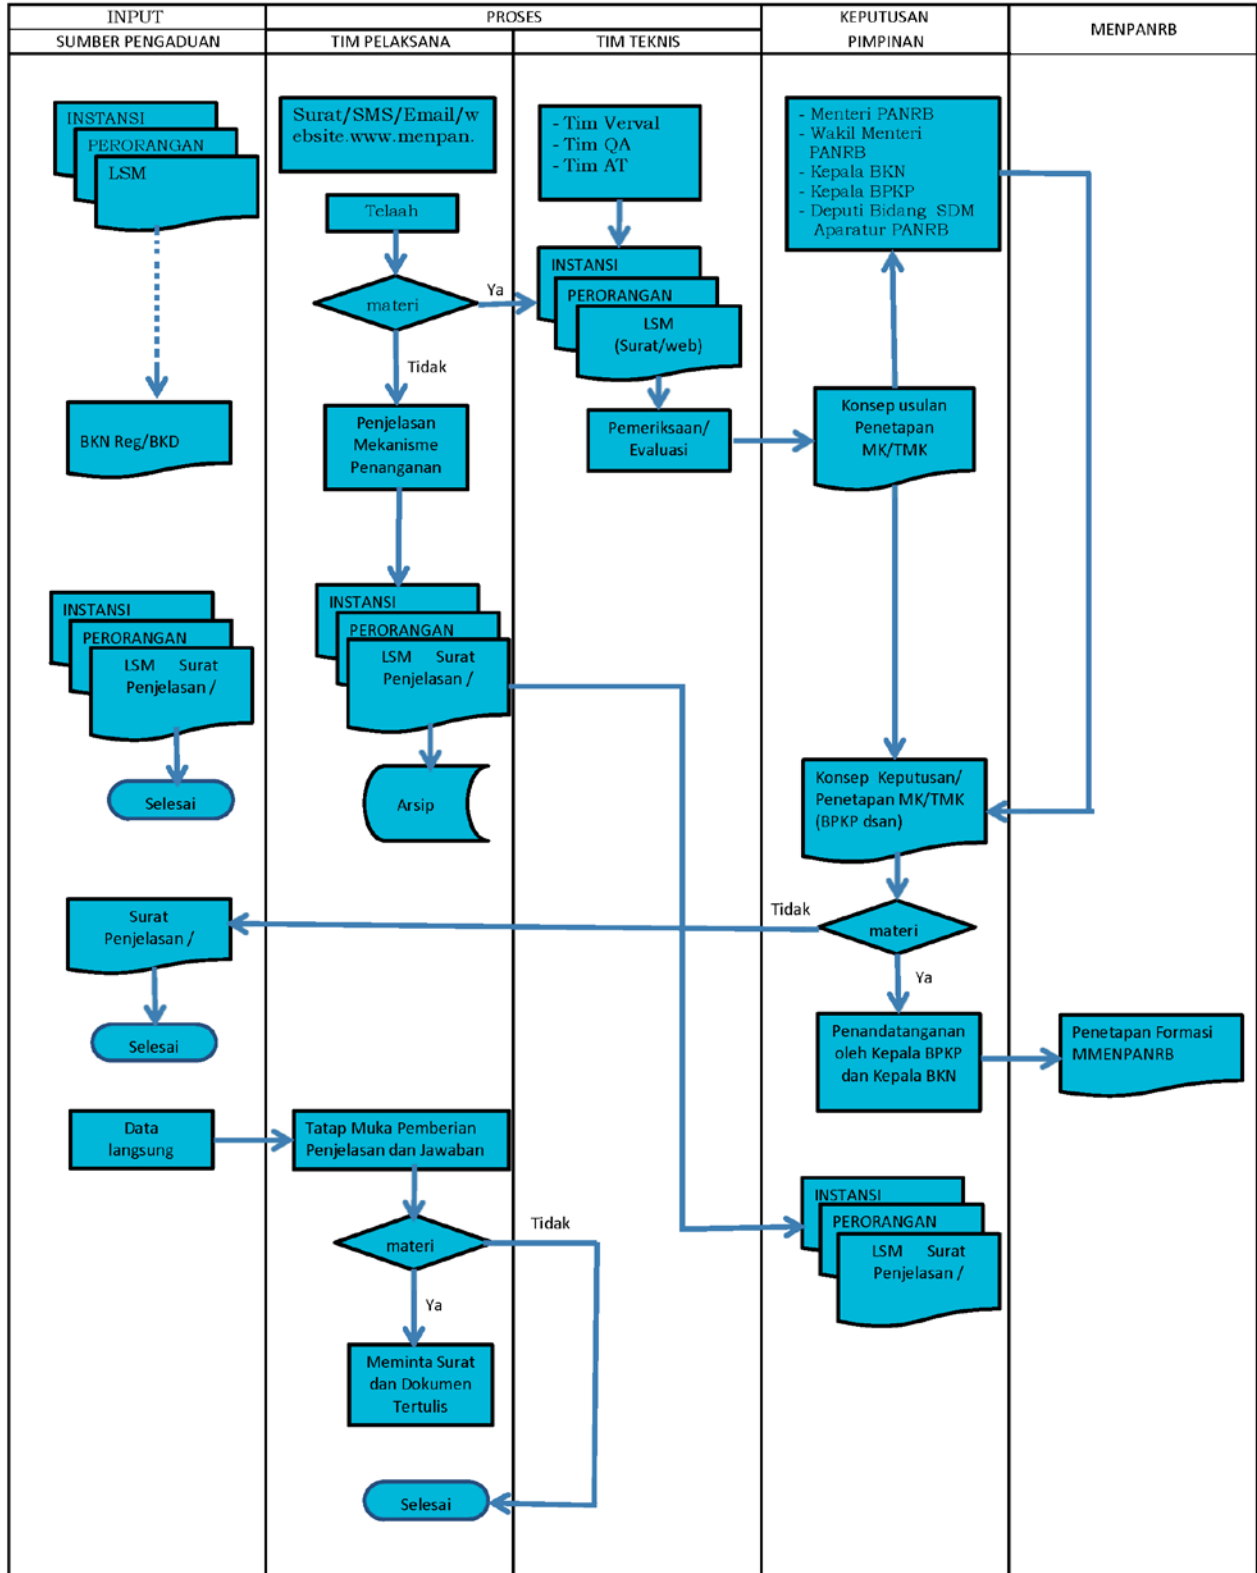 INPUT
PROSES
KEPUTUSAN
PIMPINAN
MENPANRB
SUMBER PENGADUAN
TIM PELAKSANA
TIM TEKNIS
INSTANSI
PERORANGAN
LSM
Surat/SMS/Email/w
ebsite.www.menpan.
- Tim Verval
- Tim QA
- Tim AT
- Menteri PANRB
- Wakil Menteri
PANRB
- Kepala BKN
- Kepala BPKP
- Deputi Bidang SDM
Aparatur PANRB
Telaah
materi
Ya
Tidak
INSTANSI
PERORANGAN
LSM
(Surat/web)
BKN Reg/BKD
Penjelasan
Mekanisme
Penanganan
Pemeriksaan/
Evaluasi
Konsep usulan
Penetapan
MK/TMK
INSTANSI
PERORANGAN
LSM Surat
Penjelasan /
Selesai
INSTANSI
PERORANGAN
LSM Surat
Penjelasan /
Arsip
Konsep Keputusan/
Penetapan MK/TMK
(BPKP dsan)
Surat
Penjelasan /
Tidak
materi
Ya
Selesai
Penandatanganan
oleh Kepala BPKP
dan Kepala BKN
Penetapan Formasi
MMENPANRB
Data
langsung
Tatap Muka Pemberian
Penjelasan dan Jawaban
materi
Tidak
Ya
INSTANSI
PERORANGAN
LSM Surat
Penjelasan /
Meminta Surat
dan Dokumen
Tertulis
Selesai